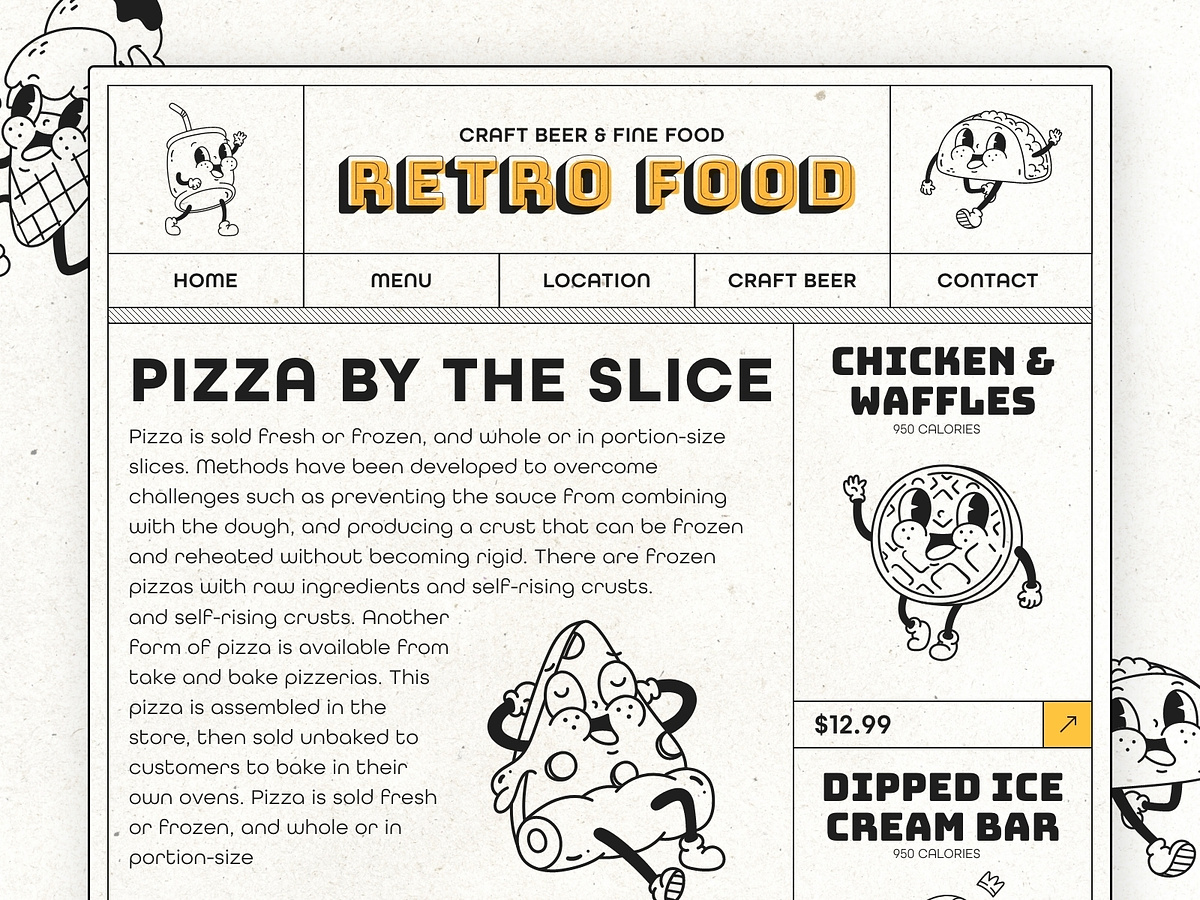 CRAFT BEER & FINE FOOD
RETRO FOOD
HOME
MENU
LOCATION
CRAFT BEER
CONTACT
PIZZA BY THE SLICE
Pizza is sold fresh or frozen, and whole or in portion-size
slices. Methods have been developed to overcome
challenges such as preventing the sauce from combining
with the dough, and producing a crust that can be frozen
and reheated without becoming rigid. There are frozen
pizzas with raw ingredients and self-rising crusts.
and self-rising crusts. Another
form of pizza is available from
take and bake pizzerias. This
pizza is assembled in the
store, then sold unbaked to
customers to bake in their
own ovens. Pizza is sold fresh
or frozen, and whole or in
portion-size
CHICKEN &
WAFFLES
950 CALORIES
$12.99
DIPPED ICE
CREAM BAR
950 CALORIES